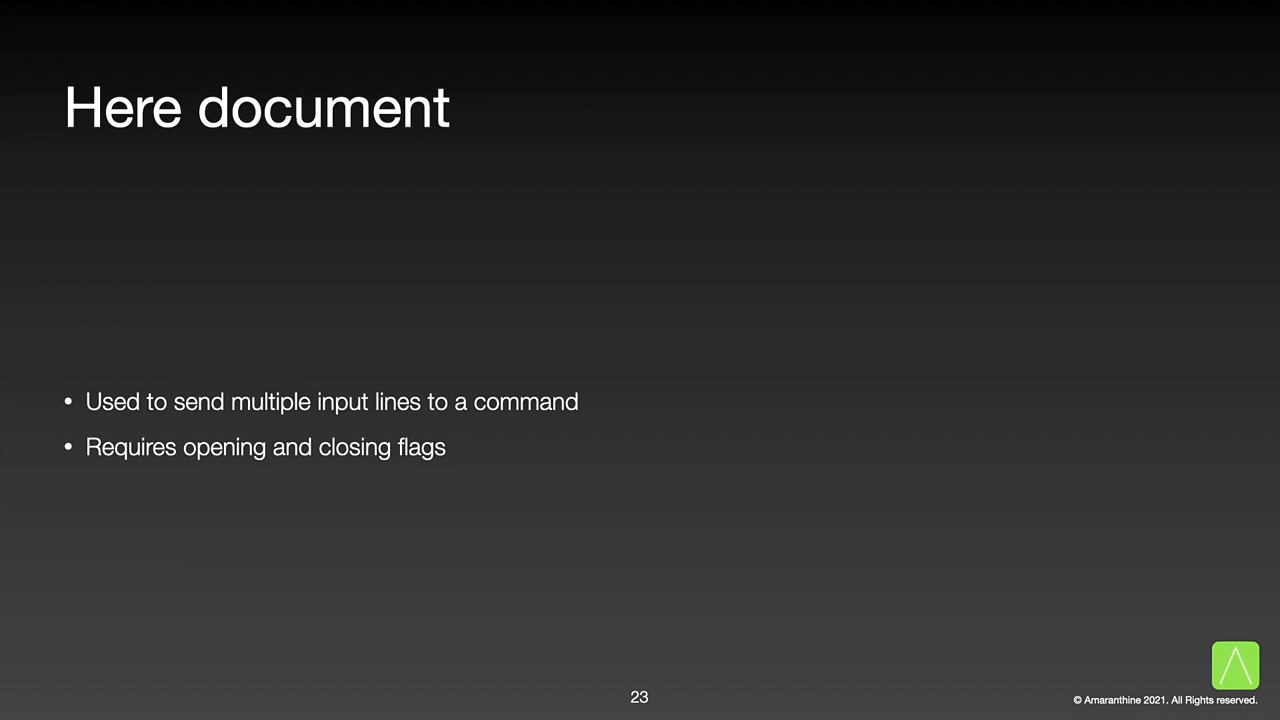 Here document
• Used to send multiple input lines to a command
• Requires opening and closing flags
23
© Amaranthine 2021. All Rights reserved.